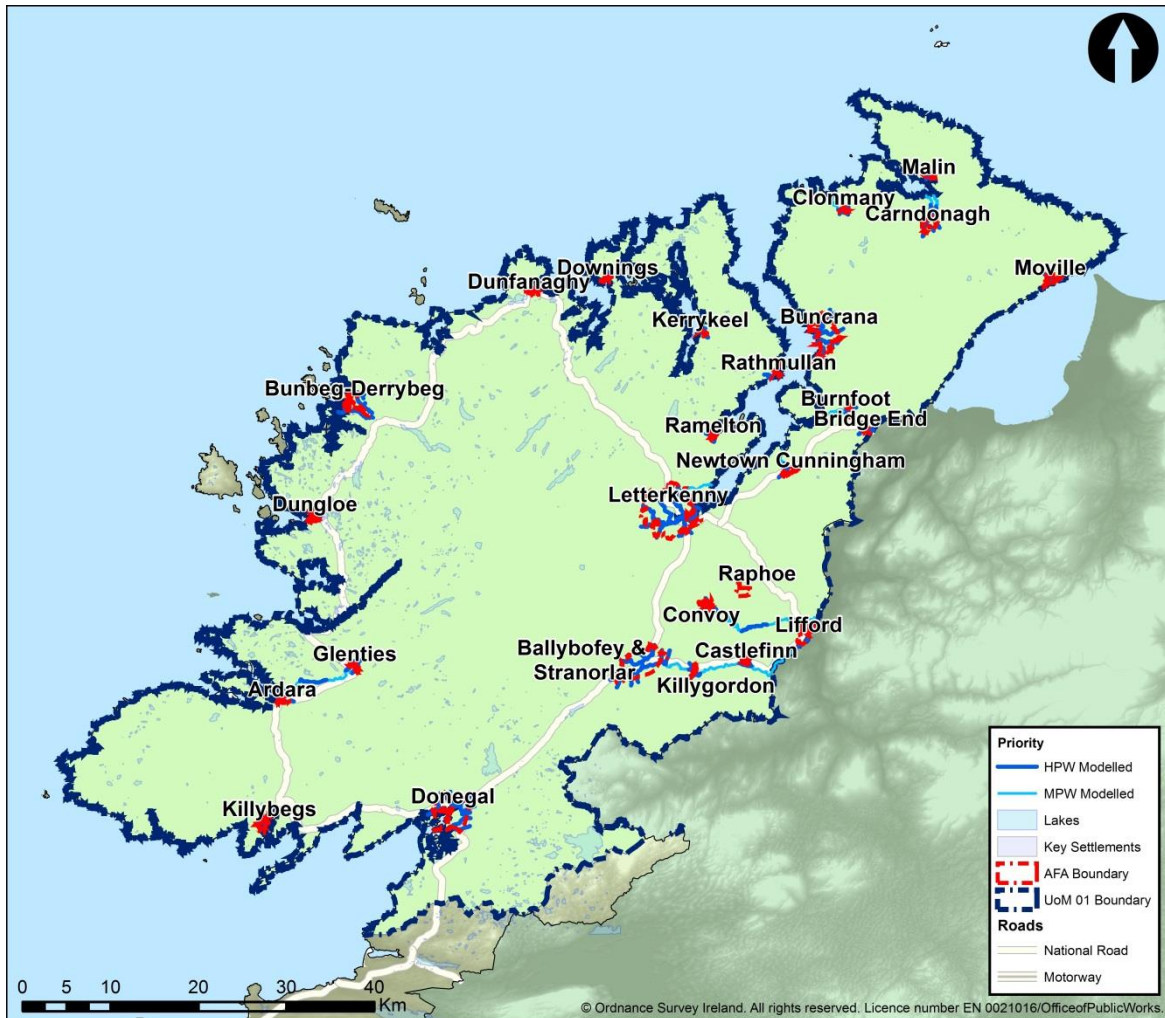 Malin
Clonmany
Carndonagh
Moville
Downings
Dunfanaghy
Kerrykeel
Buncrana
Rathmullan
Bunbeg-Derrybeg
Burnfoot
Bridge End
Ramelton
Newtown Cunningham
Letterkenny
Dungloe
Raphoe
Convoy
Lifford
Ballybofey &
Stranorlar
Castlefinn
Killygordon
Glenties
Ardara
Killybegs
Donegal
Priority
HPW Modelled
MPW Modelled
Lakes
Key Settlements
AFA Boundary
UoM 01 Boundary
Roads
National Road
Motorway
0 5 10 20 30 40
Km
© Ordnance Survey Ireland. All rights reserved. Licence number EN 0021016/OfficeofPublicWorks.